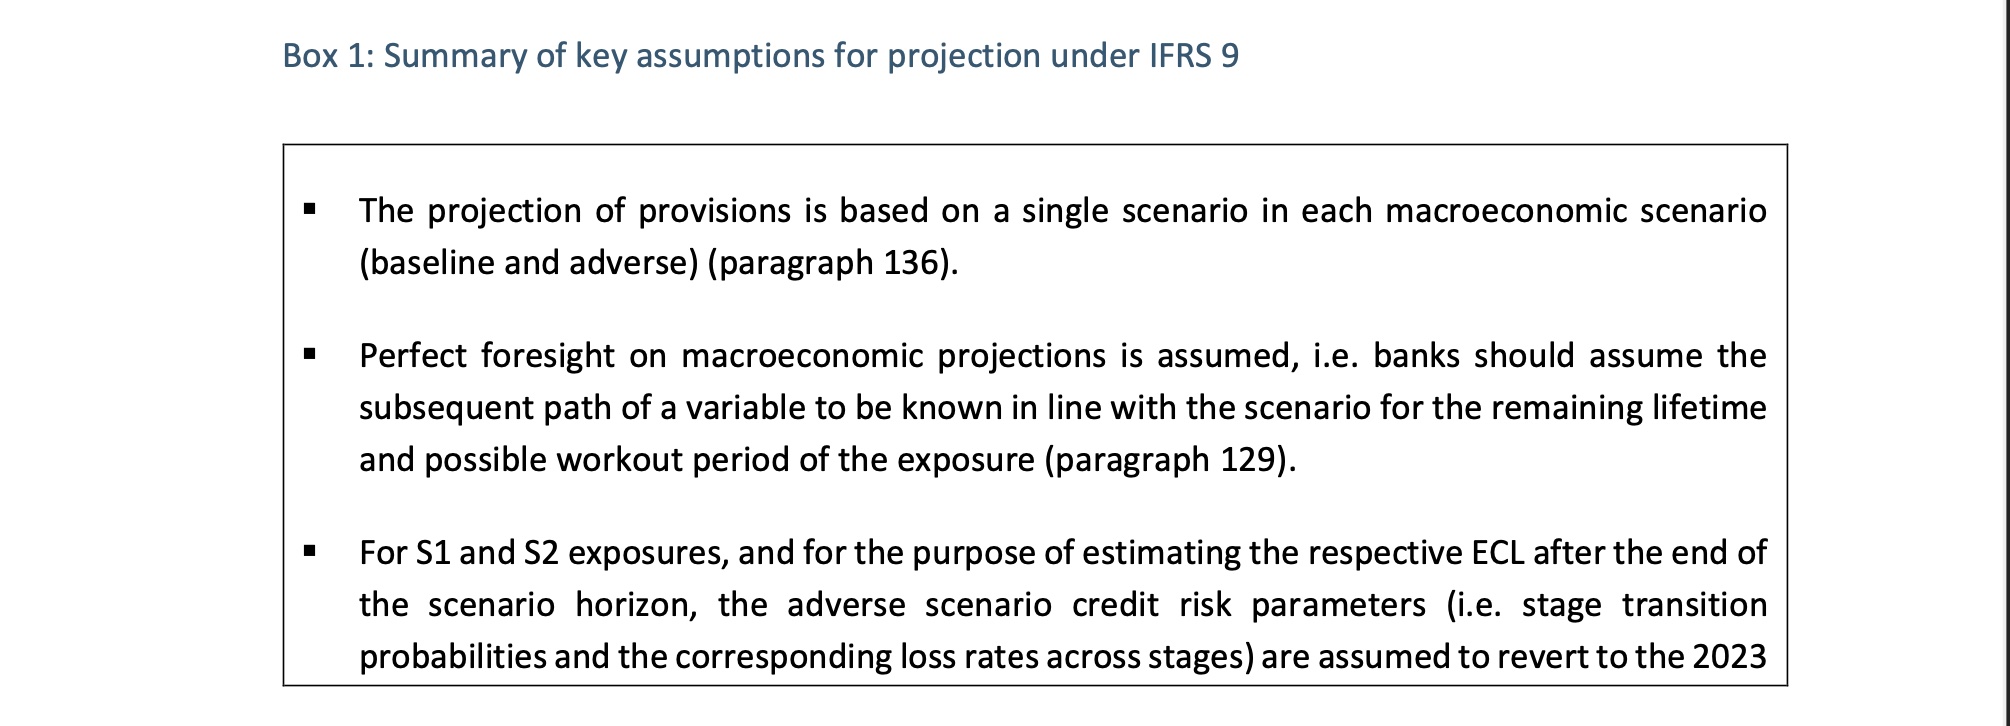 Box 1: Summary of key assumptions for projection under IFRS 9
▪ The projection of provisions is based on a single scenario in each macroeconomic scenario
(baseline and adverse) (paragraph 136).
▪ Perfect foresight on macroeconomic projections is assumed, i.e. banks should assume the
subsequent path of a variable to be known in line with the scenario for the remaining lifetime
and possible workout period of the exposure (paragraph 129).
▪ For S1 and S2 exposures, and for the purpose of estimating the respective ECL after the end of
the scenario horizon, the adverse scenario credit risk parameters (i.e. stage transition
probabilities and the corresponding loss rates across stages) are assumed to revert to the 2023